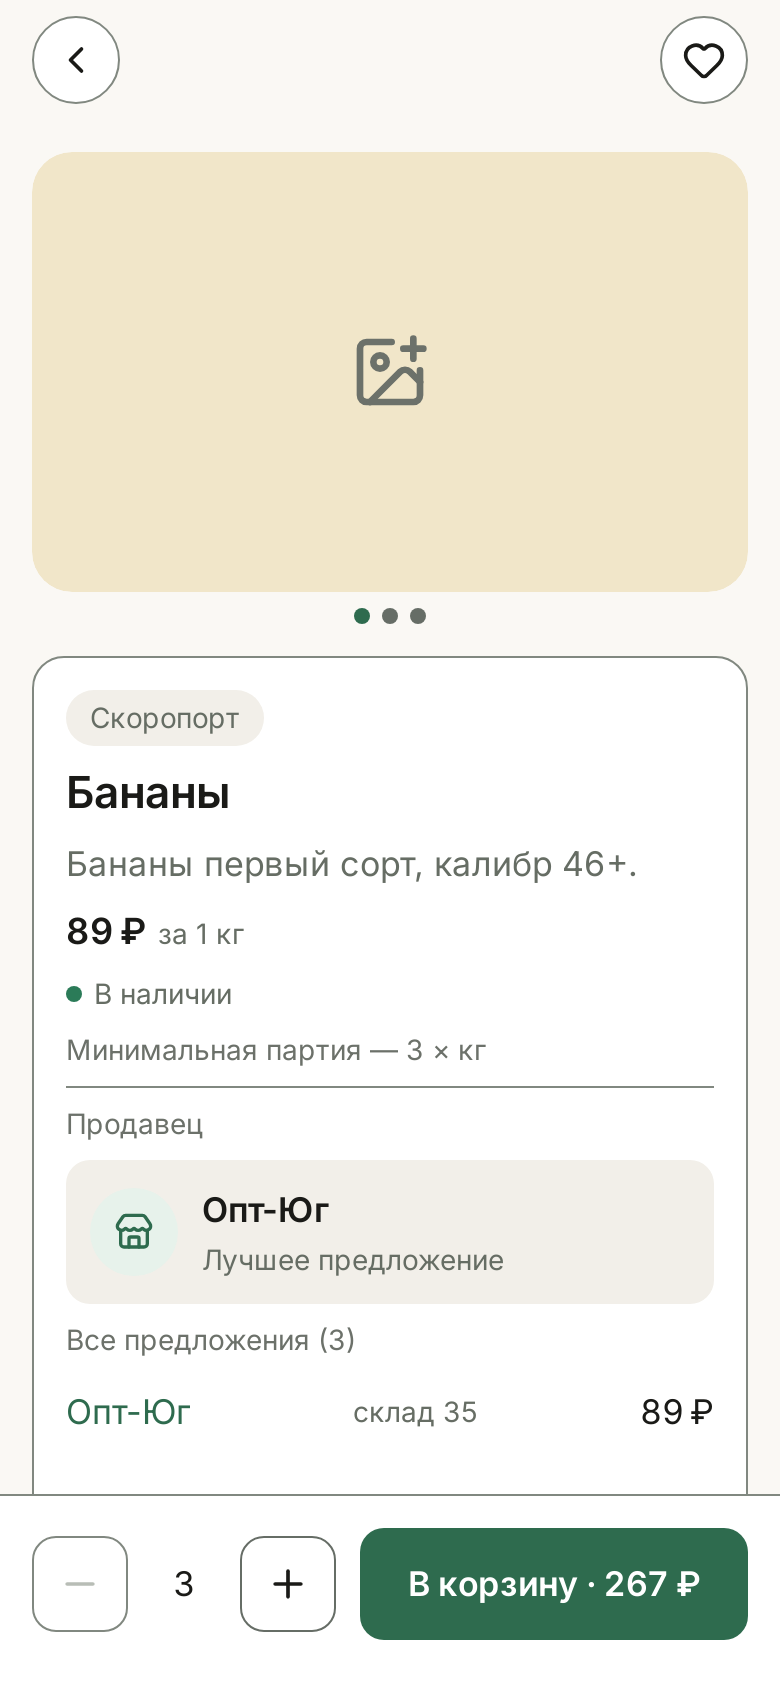 Скоропорт
Бананы
Бананы первый сорт, калибр 46+.
89 ₽ за 1 кг
В наличии
Минимальная партия — 3 × кг
Продавец
Опт-Юг
Лучшее предложение
Все предложения (3)
Опт-Юг склад 35 89 ₽
3 В корзину · 267 ₽